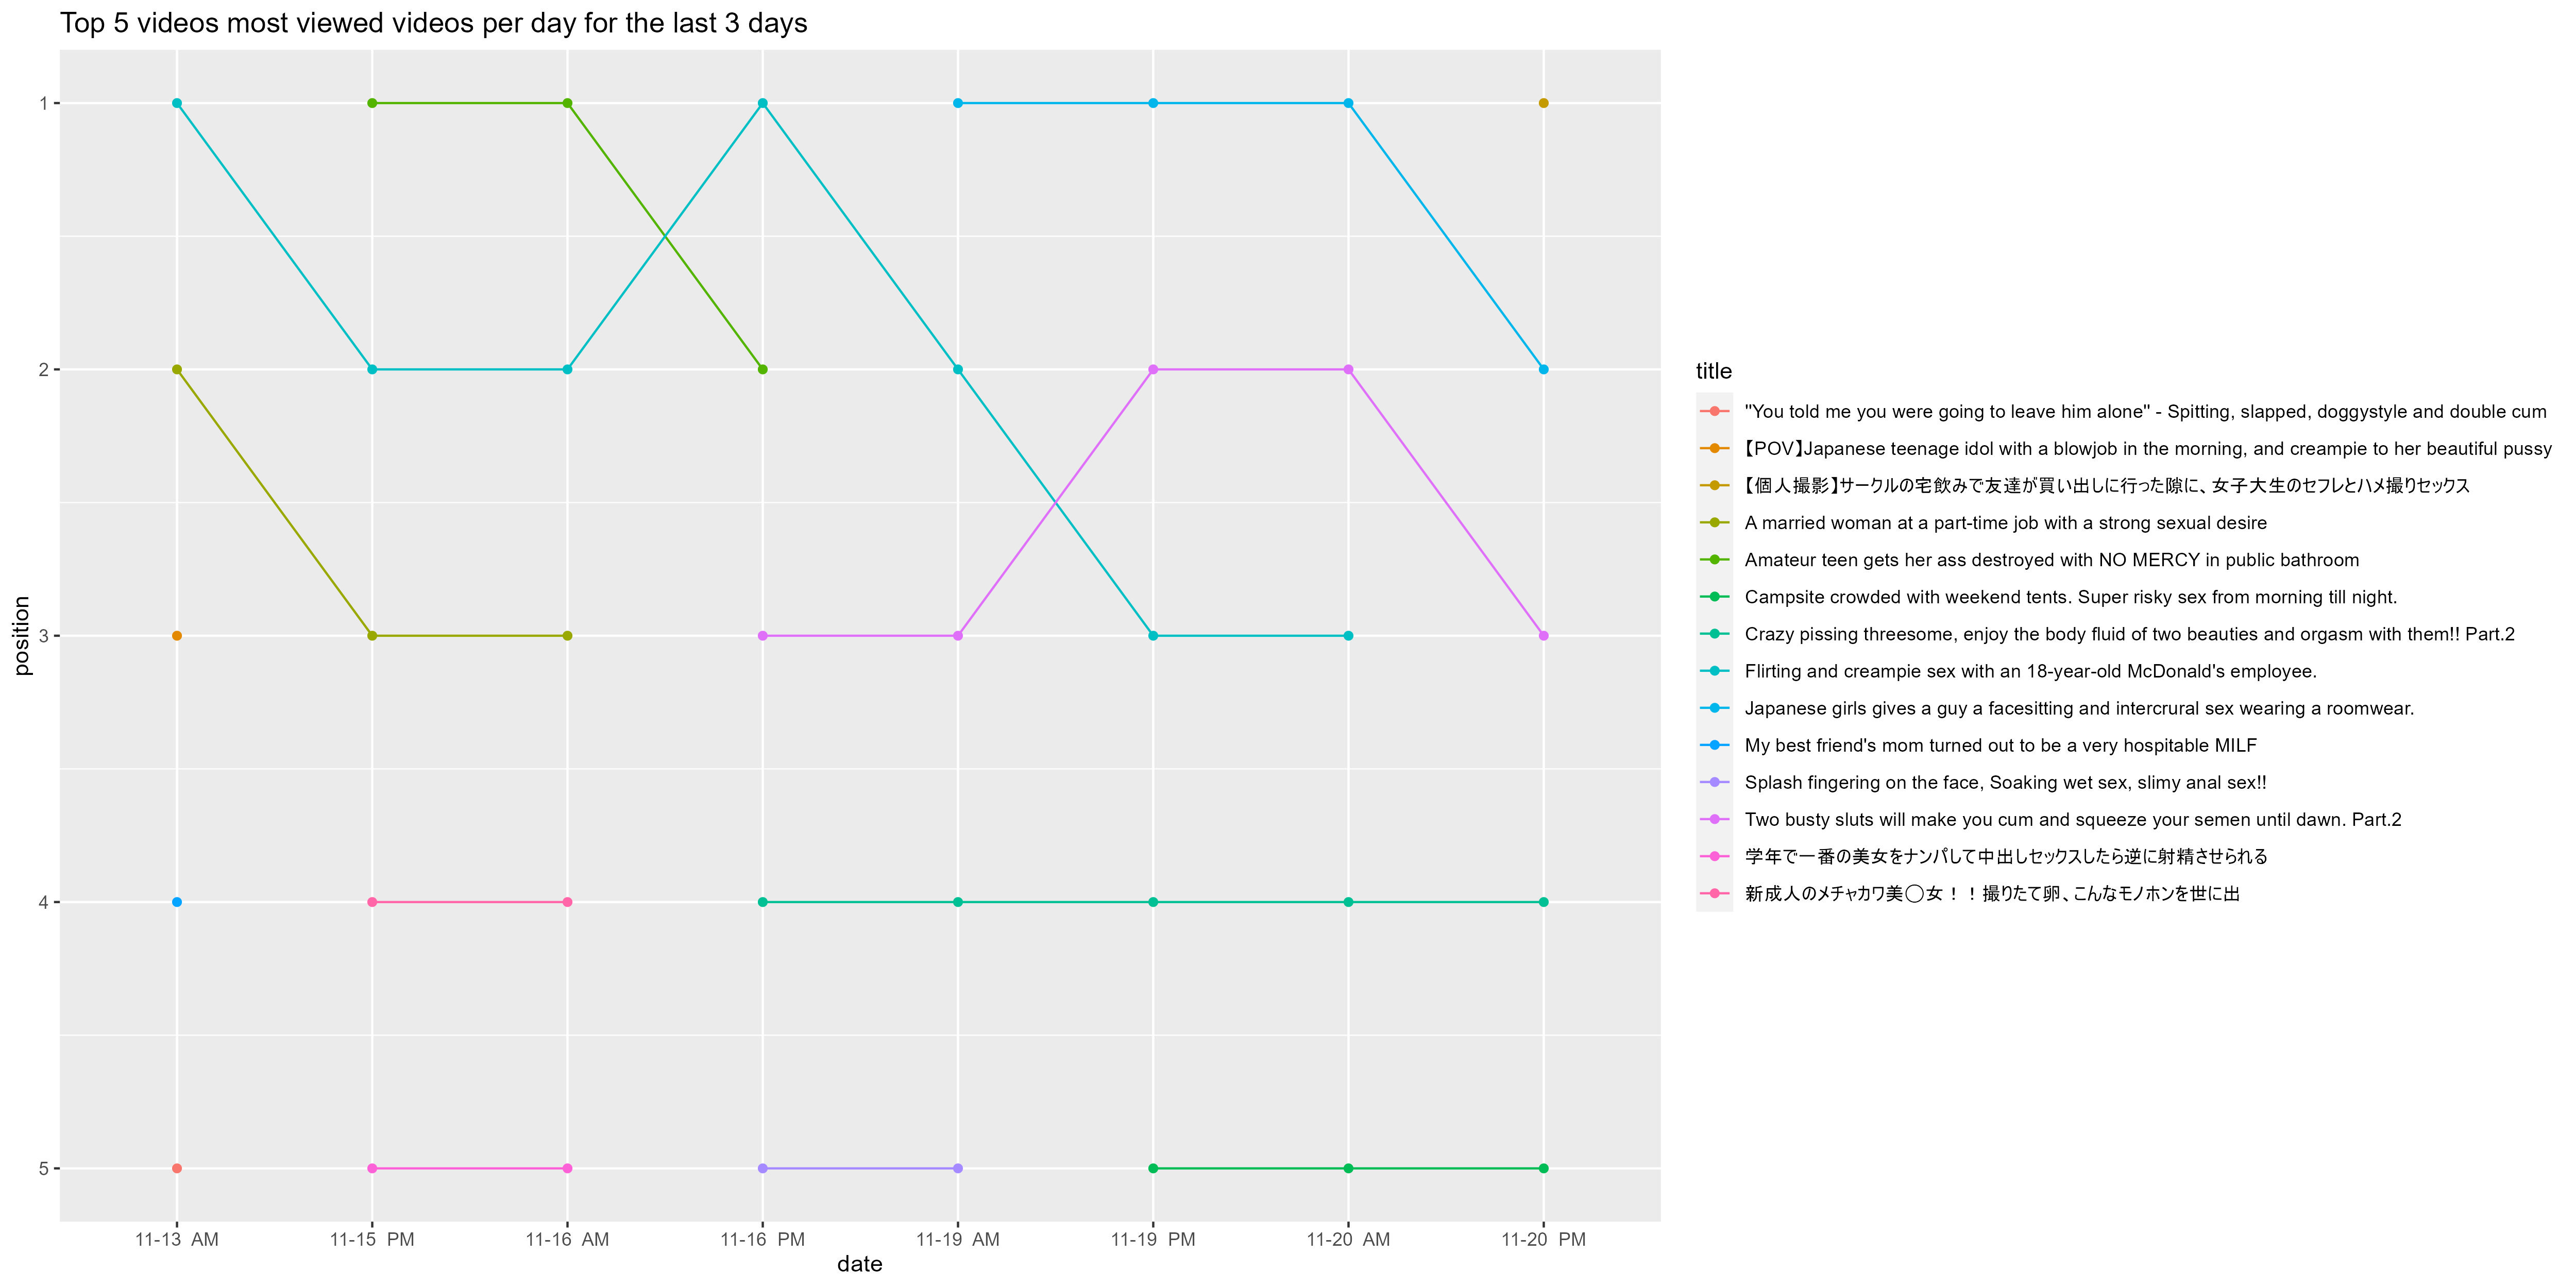 Top 5 videos most viewed videos per day for the last 3 days
position
1
2
3
4
5
11-13 AM
11-15 PM
11-16 AM
11-16 PM
11-19 AM
11-19 PM
11-20 AM
11-20 PM
date
title
"You told me you were going to leave him alone" - Spitting, slapped, doggystyle and double cum
【POV】Japanese teenage idol with a blowjob in the morning, and creampie to her beautiful pussy
【個人撮影】サークルの宅飲みで友達が買い出しに行った隙に、女子大生のセフレとハメ撮りセックス
A married woman at a part-time job with a strong sexual desire
Amateur teen gets her ass destroyed with NO MERCY in public bathroom
Campsite crowded with weekend tents. Super risky sex from morning till night.
Crazy pissing threesome, enjoy the body fluid of two beauties and orgasm with them!! Part.2
Flirting and creampie sex with an 18-year-old McDonald's employee.
Japanese girls gives a guy a facesitting and intercrural sex wearing a roomwear.
My best friend's mom turned out to be a very hospitable MILF
Splash fingering on the face, Soaking wet sex, slimy anal sex!!
Two busty sluts will make you cum and squeeze your semen until dawn. Part.2
学年で一番の美女をナンパして中出しセックスしたら逆に射精させられる
新成人のメチャカワ美◯女！！撮りたて卵、こんなモノホンを世に出